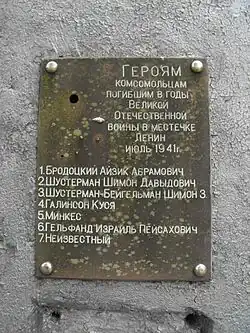 ГЕРОЯМ
КОМСОМОЛЬЦАМ
ПОГИБШИМ В ГОДЫ
ВЕЛИКОЙ
ОТЕЧЕСТВЕННОЙ
ВОЙНЫ В МЕСТЕЧКЕ
ЛЕНИН
ИЮЛЬ 1941г.
1. БРОДОЦКИЙ АЙЗИК АБРАМОВИЧ
2. ШУСТЕРМАН ШИМОН ДАВЫДОВИЧ
3. ШУСТЕРМАН-БЕЙГЕЛЬМАН ШИМОН З.
4. ГАЛИНСОН КУСЯ
5. МИНКЕС
6. ГЕЛЬФАНД ИЗРАИЛЬ ПЕЙСАХОВИЧ
7. НЕИЗВЕСТНЫЙ